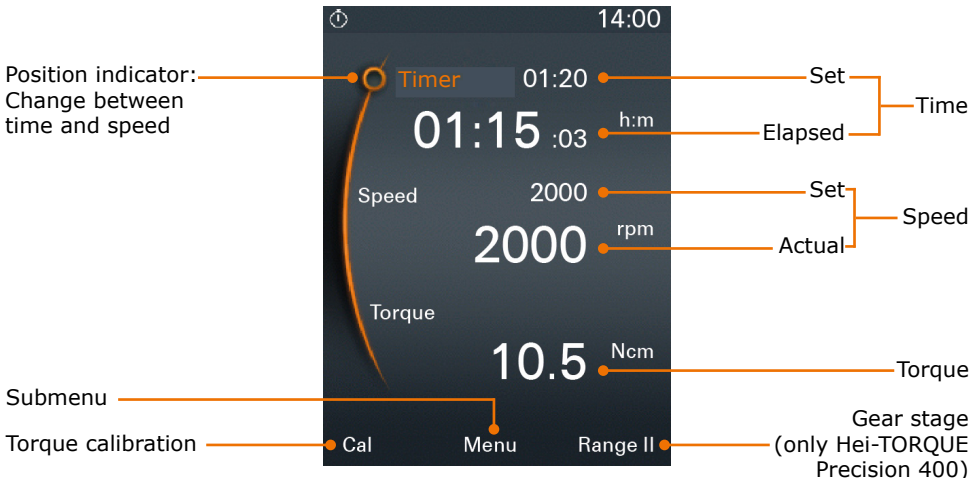 14:00
Position indicator:
Change between
time and speed
Timer 01:20
Set
Time
01:15 :03 h:m
Elapsed
Speed 2000
Set
Speed
2000 rpm
Actual
Torque
10.5 Ncm
Torque
Submenu
Torque calibration
Cal Menu Range II
Gear stage
(only Hei-TORQUE
Precision 400)